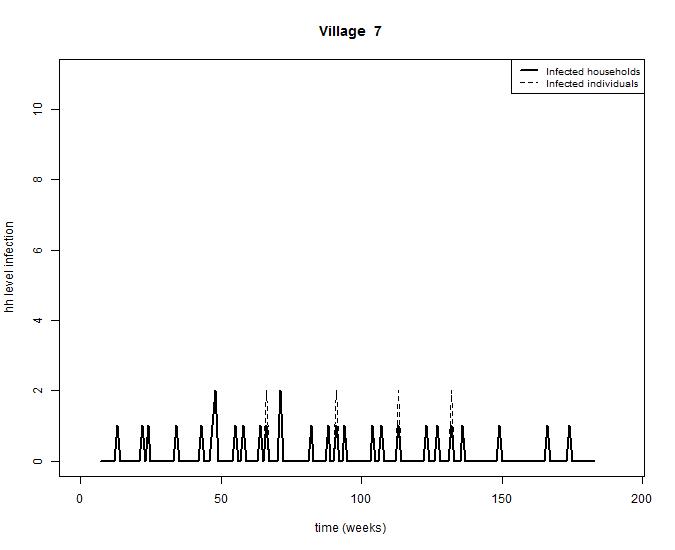 Village 7
Infected households
Infected individuals
hh level infection
10
8
6
4
2
0
0 50 100 150 200
time (weeks)